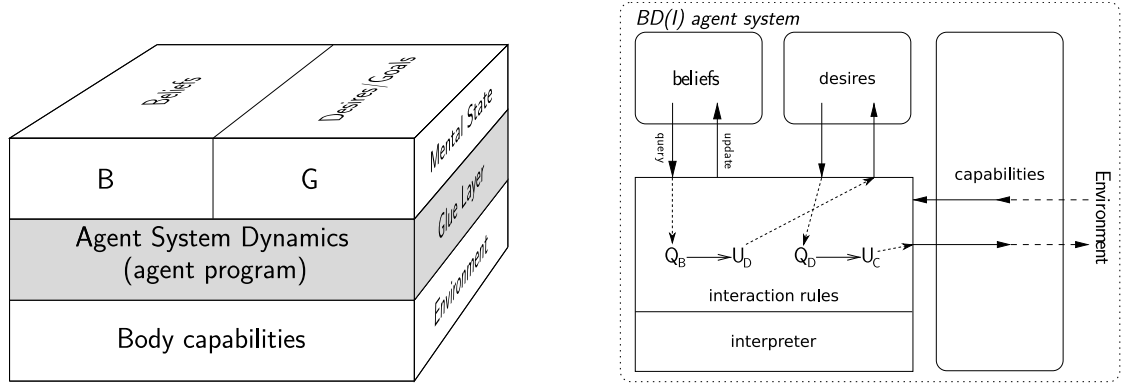 Beliefs
Desires/Goals
Mental State
B
G
Glue Layer
Agent System Dynamics
(agent program)
Environment
Body capabilities
BD(I) agent system
beliefs
desires
query
update
capabilities
Environment
Q_B
U_D
Q_D
U_C
interaction rules
interpreter